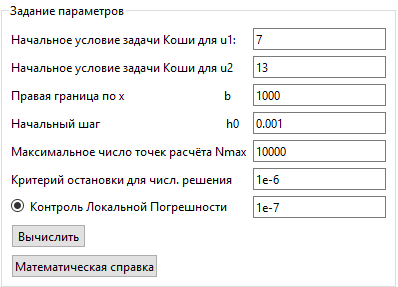 Задание параметров
Начальное условие задачи Коши для u1: 7
Начальное условие задачи Коши для u2 13
Правая граница по x b 1000
Начальный шаг h0 0.001
Максимальное число точек расчёта Nmax 10000
Критерий остановки для числ. решения 1e-6
Контроль Локальной Погрешности 1e-7
Вычислить
Математическая справка